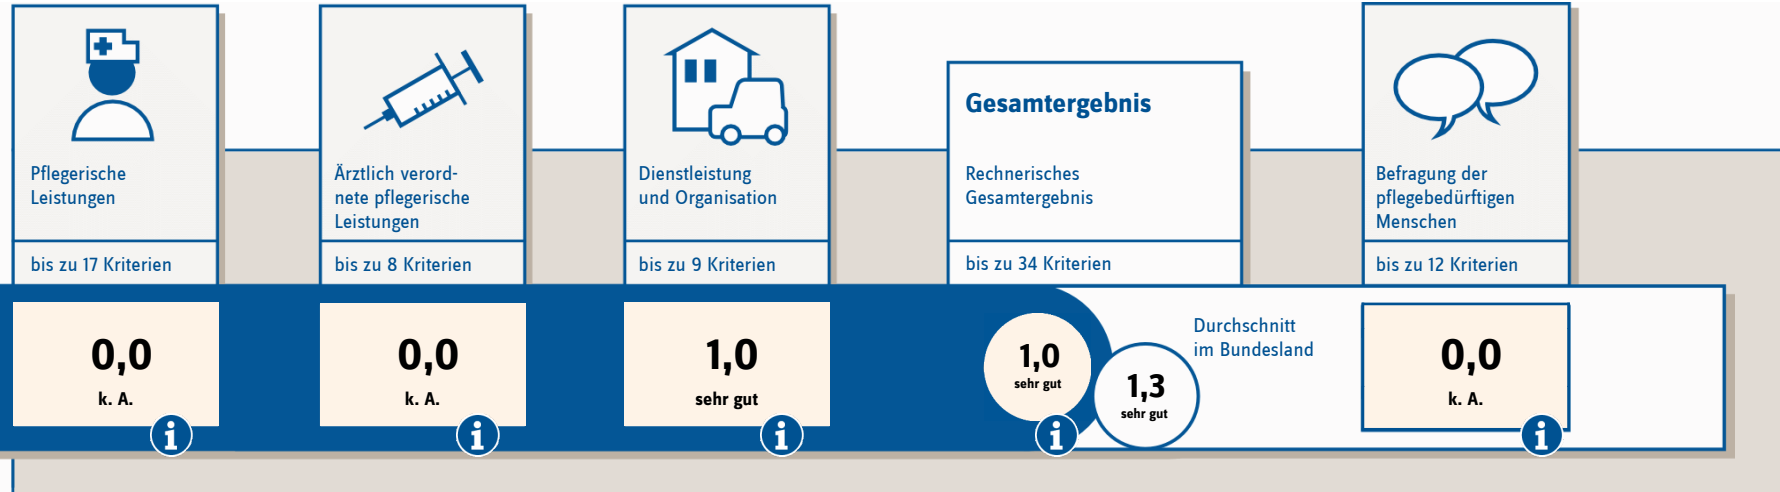 Pflegerische
Leistungen
bis zu 17 Kriterien
0,0
k. A.
Ärztlich verord-
nete pflegerische
Leistungen
bis zu 8 Kriterien
0,0
k. A.
Dienstleistung
und Organisation
bis zu 9 Kriterien
1,0
sehr gut
Gesamtergebnis
Rechnerisches
Gesamtergebnis
bis zu 34 Kriterien
1,0
sehr gut
Durchschnitt
im Bundesland
1,3
sehr gut
Befragung der
pflegebedürftigen
Menschen
bis zu 12 Kriterien
0,0
k. A.